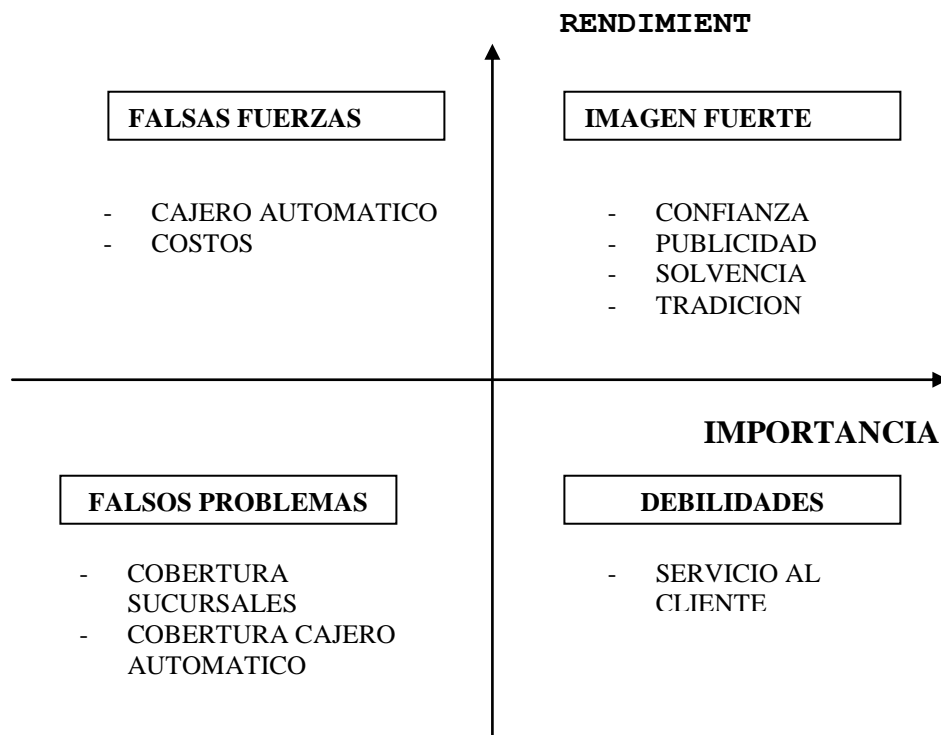 RENDIMIENT
FALSAS FUERZAS
IMAGEN FUERTE
- CAJERO AUTOMATICO
- COSTOS
- CONFIANZA
- PUBLICIDAD
- SOLVENCIA
- TRADICION
IMPORTANCIA
FALSOS PROBLEMAS
DEBILIDADES
- COBERTURA
SUCURSALES
- COBERTURA CAJERO
AUTOMATICO
- SERVICIO AL
CLIENTE